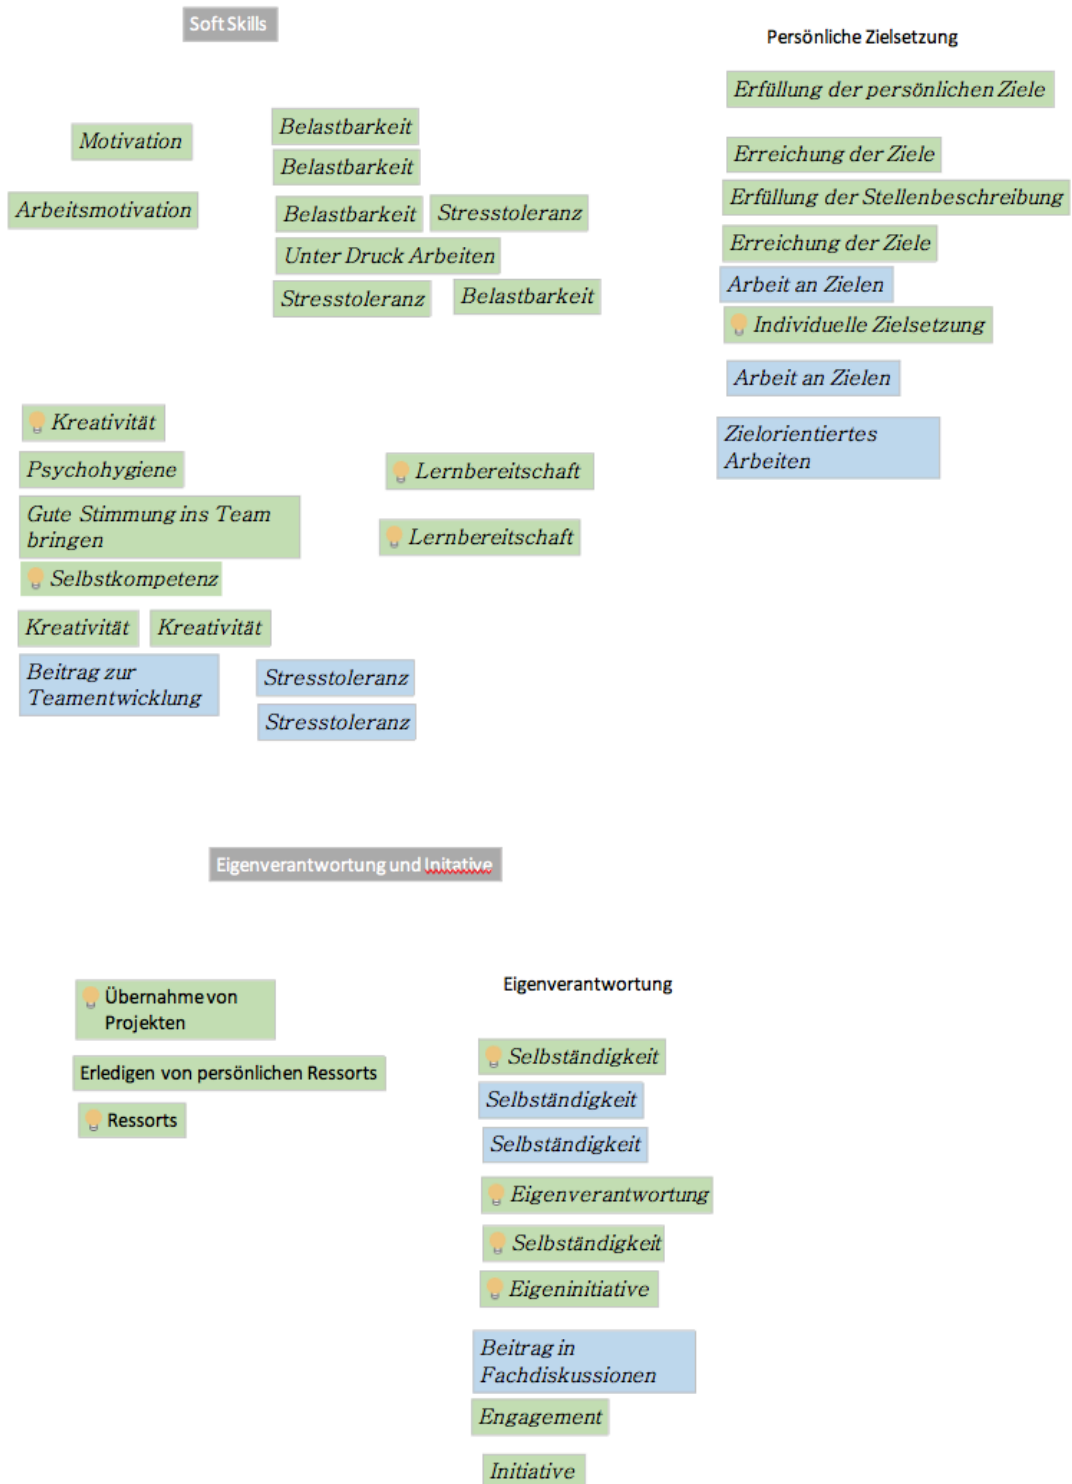 Soft Skills
Persönliche Zielsetzung
Motivation
Arbeitsmotivation
Belastbarkeit
Belastbarkeit
Belastbarkeit Stresstoleranz
Unter Druck Arbeiten
Stresstoleranz Belastbarkeit
Erfüllung der persönlichen Ziele
Erreichung der Ziele
Erfüllung der Stellenbeschreibung
Erreichung der Ziele
Arbeit an Zielen
Individuelle Zielsetzung
Arbeit an Zielen
Zielorientiertes
Arbeiten
Kreativität
Psychohygiene
Gute Stimmung ins Team
bringen
Selbstkompetenz
Kreativität Kreativität
Beitrag zur
Teamentwicklung
Lernbereitschaft
Lernbereitschaft
Stresstoleranz
Stresstoleranz
Eigenverantwortung und Initative
Übernahme von
Projekten
Erledigen von persönlichen Ressorts
Ressorts
Eigenverantwortung
Selbständigkeit
Selbständigkeit
Selbständigkeit
Eigenverantwortung
Selbständigkeit
Eigeninitiative
Beitrag in
Fachdiskussionen
Engagement
Initiative